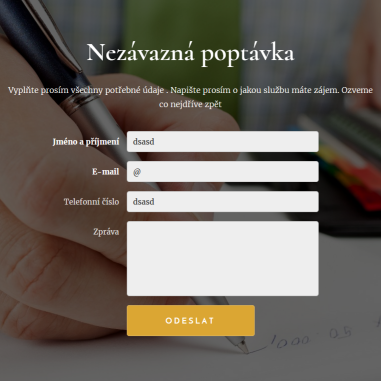 Nezávazná poptávka
Vyplňte prosím všechny potřebné údaje . Napište prosím o jakou službu máte zájem. Ozveme
co nejdříve zpět
Jméno a příjmení
dsasd
E-mail
@
Telefonní číslo
dsasd
Zpráva
ODESLAT
1000 0,5